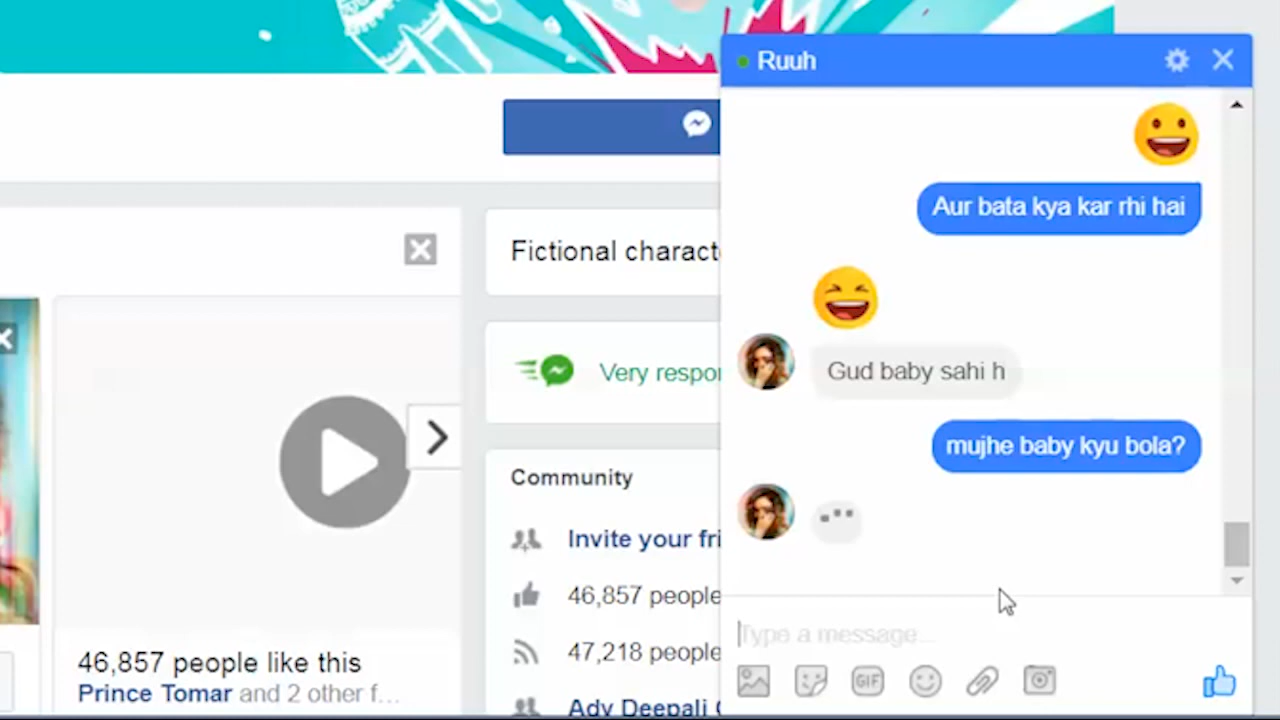 Ruuh
Aur bata kya kar rhi hai
Gud baby sahi h
mujhe baby kyu bola?
Type a message...
GIF
Fictional charact
Very respon
Community
Invite your fri
46,857 people
47,218 people
Ady Deepali
46,857 people like this
Prince Tomar and 2 other f...